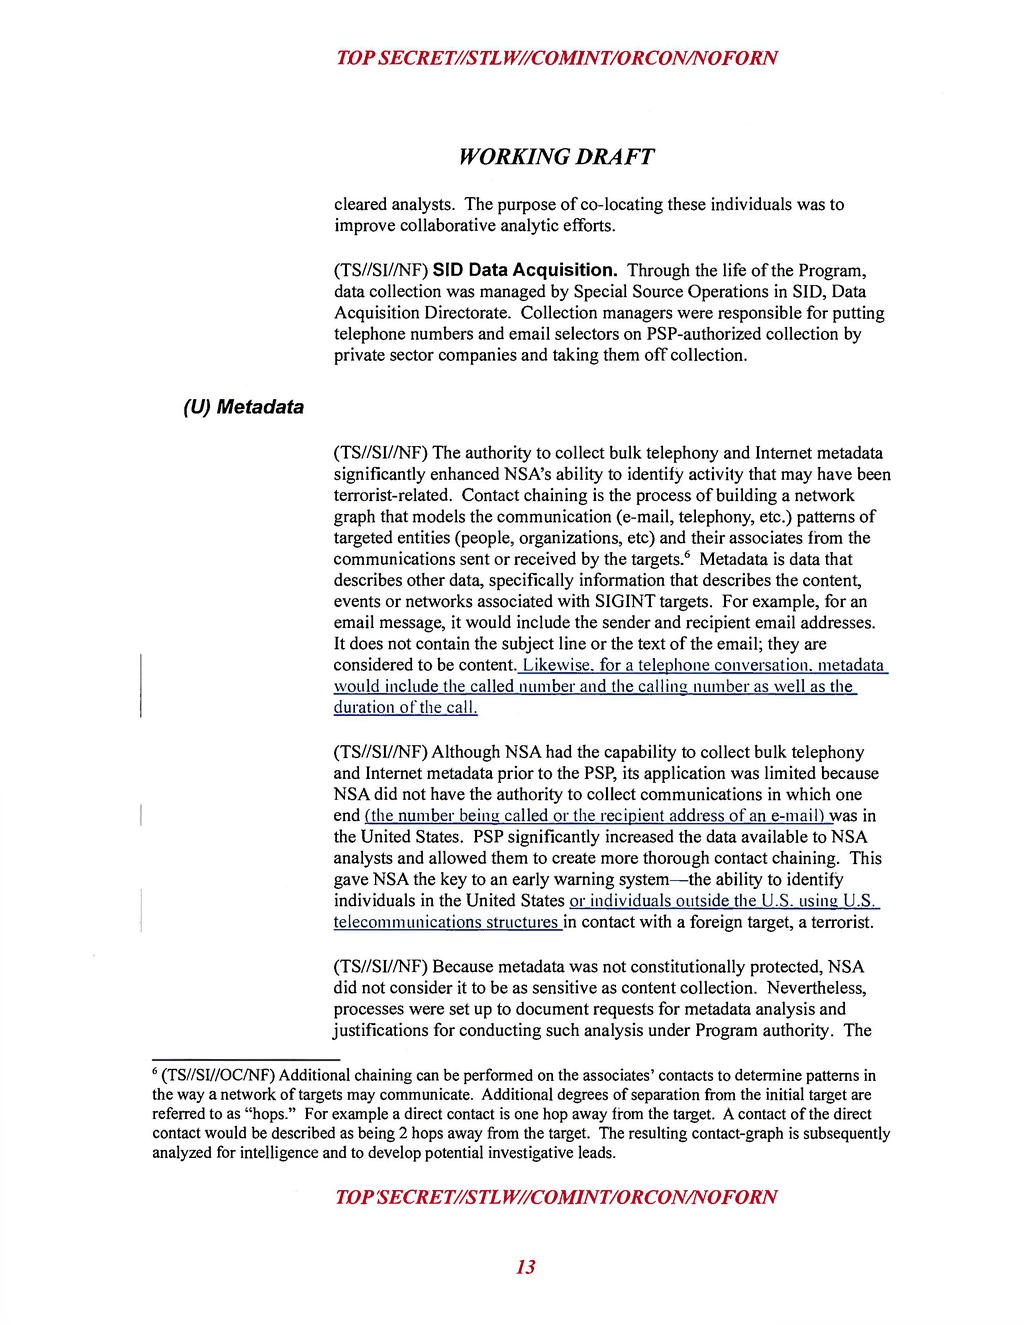 TOP SECRET//STLW//COMINT/ORCON/NOFORN
WORKING DRAFT
cleared analysts. The purpose of co-locating these individuals was to
improve collaborative analytic efforts.
(TS//SI//NF) SID Data Acquisition. Through the life of the Program,
data collection was managed by Special Source Operations in SID, Data
Acquisition Directorate. Collection managers were responsible for putting
telephone numbers and email selectors on PSP-authorized collection by
private sector companies and taking them off collection.
(U) Metadata
(TS//SI//NF) The authority to collect bulk telephony and Internet metadata
significantly enhanced NSA's ability to identify activity that may have been
terrorist-related. Contact chaining is the process of building a network
graph that models the communication (e-mail, telephony, etc.) patterns of
targeted entities (people, organizations, etc) and their associates from the
communications sent or received by the targets.⁶ Metadata is data that
describes other data, specifically information that describes the content,
events or networks associated with SIGINT targets. For example, for an
email message, it would include the sender and recipient email addresses.
It does not contain the subject line or the text of the email; they are
considered to be content. Likewise, for a telephone conversation, metadata
would include the called number and the calling number as well as the
duration of the call.
(TS//SI//NF) Although NSA had the capability to collect bulk telephony
and Internet metadata prior to the PSP, its application was limited because
NSA did not have the authority to collect communications in which one
end (the number being called or the recipient address of an e-mail) was in
the United States. PSP significantly increased the data available to NSA
analysts and allowed them to create more thorough contact chaining. This
gave NSA the key to an early warning system—the ability to identify
individuals in the United States or individuals outside the U.S. using U.S.
telecommunications structures in contact with a foreign target, a terrorist.
(TS//SI//NF) Because metadata was not constitutionally protected, NSA
did not consider it to be as sensitive as content collection. Nevertheless,
processes were set up to document requests for metadata analysis and
justifications for conducting such analysis under Program authority. The
⁶ (TS//SI//OC/NF) Additional chaining can be performed on the associates' contacts to determine patterns in
the way a network of targets may communicate. Additional degrees of separation from the initial target are
referred to as "hops." For example a direct contact is one hop away from the target. A contact of the direct
contact would be described as being 2 hops away from the target. The resulting contact-graph is subsequently
analyzed for intelligence and to develop potential investigative leads.
TOP SECRET//STLW//COMINT/ORCON/NOFORN
13